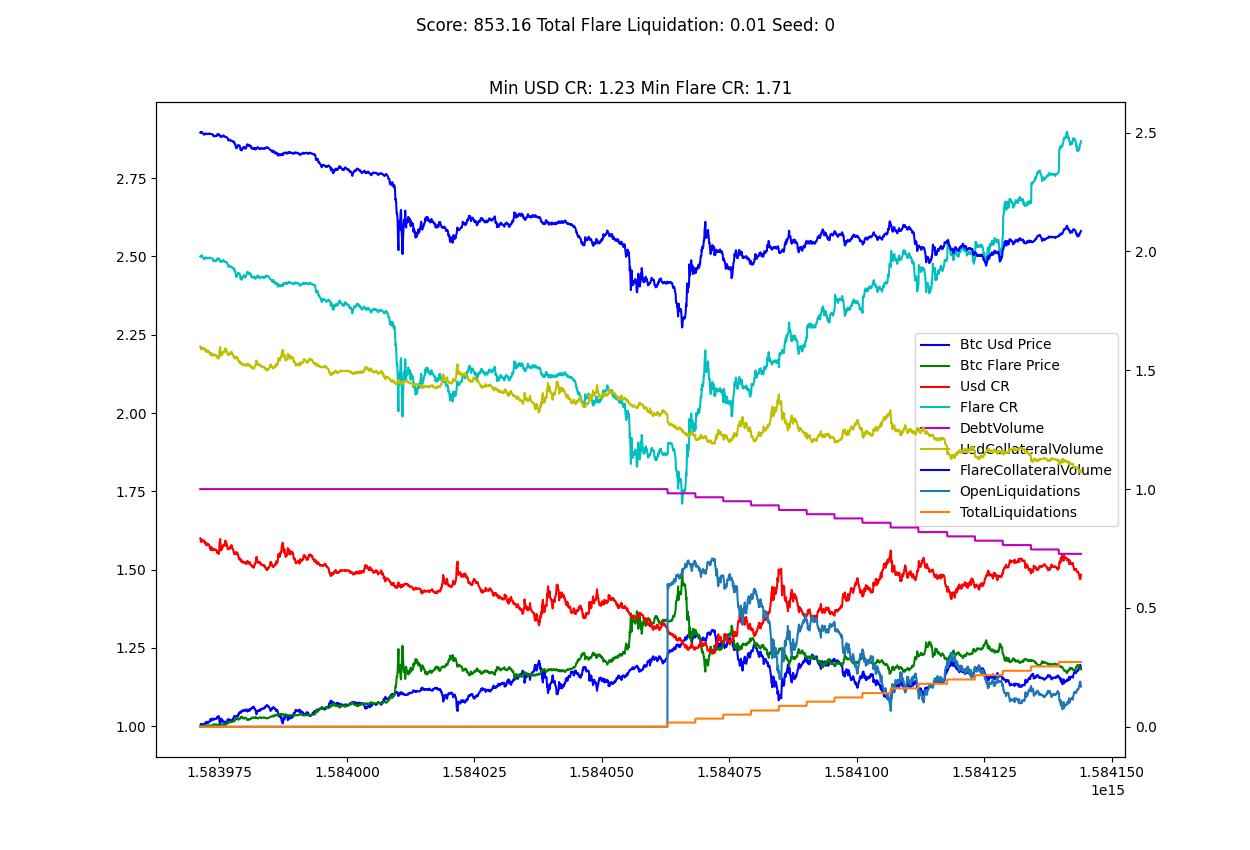 Score: 853.16 Total Flare Liquidation: 0.01 Seed: 0
Min USD CR: 1.23 Min Flare CR: 1.71
2.75
2.50
2.25
2.00
1.75
1.50
1.25
1.00
2.5
2.0
1.5
1.0
0.5
0.0
Btc Usd Price
Btc Flare Price
Usd CR
Flare CR
DebtVolume
UsdCollateralVolume
FlareCollateralVolume
OpenLiquidations
TotalLiquidations
1.583975 1.584000 1.584025 1.584050 1.584075 1.584100 1.584125 1.584150
1e15